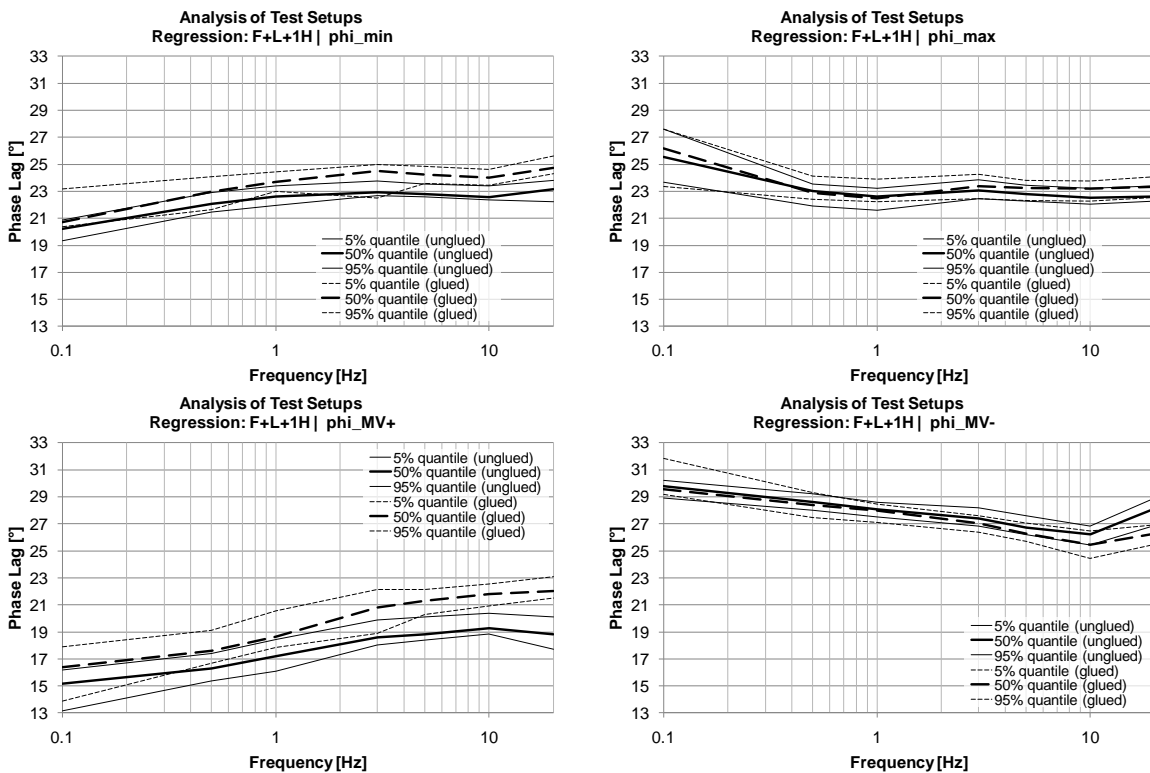 Analysis of Test Setups
Regression: F+L+1H | phi_min
Phase Lag [°]
33
31
29
27
25
23
21
19
17
15
13
5% quantile (unglued)
50% quantile (unglued)
95% quantile (unglued)
5% quantile (glued)
50% quantile (glued)
95% quantile (glued)
0.1
1
10
Frequency [Hz]
Analysis of Test Setups
Regression: F+L+1H | phi_max
Phase Lag [°]
33
31
29
27
25
23
21
19
17
15
13
5% quantile (unglued)
50% quantile (unglued)
95% quantile (unglued)
5% quantile (glued)
50% quantile (glued)
95% quantile (glued)
0.1
1
10
Frequency [Hz]
Analysis of Test Setups
Regression: F+L+1H | phi_MV+
Phase Lag [°]
33
31
29
27
25
23
21
19
17
15
13
5% quantile (unglued)
50% quantile (unglued)
95% quantile (unglued)
5% quantile (glued)
50% quantile (glued)
95% quantile (glued)
0.1
1
10
Frequency [Hz]
Analysis of Test Setups
Regression: F+L+1H | phi_MV-
Phase Lag [°]
33
31
29
27
25
23
21
19
17
15
13
5% quantile (unglued)
50% quantile (unglued)
95% quantile (unglued)
5% quantile (glued)
50% quantile (glued)
95% quantile (glued)
0.1
1
10
Frequency [Hz]